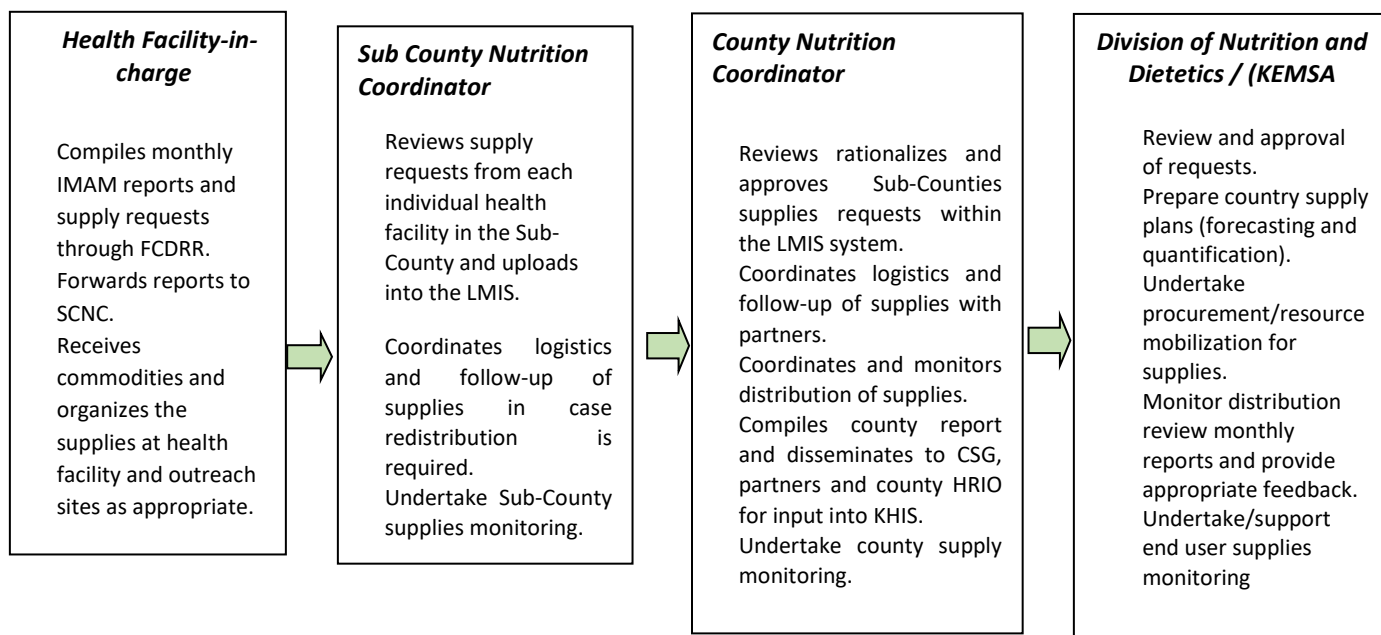 Health Facility-in-
charge
Compiles monthly
IMAM reports and
supply requests
through FCDRR.
Forwards reports to
SCNC.
Receives
commodities and
organizes the
supplies at health
facility and outreach
sites as appropriate.
Sub County Nutrition
Coordinator
Reviews supply
requests from each
individual health
facility in the Sub-
County and uploads
into the LMIS.
Coordinates logistics
and follow-up of
supplies in case
redistribution is
required.
Undertake Sub-County
supplies monitoring.
County Nutrition
Coordinator
Reviews rationalizes and
approves Sub-Counties
supplies requests within
the LMIS system.
Coordinates logistics and
follow-up of supplies with
partners.
Coordinates and monitors
distribution of supplies.
Compiles county report
and disseminates to CSG,
partners and county HRIO
for input into KHIS.
Undertake county supply
monitoring.
Division of Nutrition and
Dietetics / (KEMSA
Review and approval
of requests.
Prepare country supply
plans (forecasting and
quantification).
Undertake
procurement/resource
mobilization for
supplies.
Monitor distribution
review monthly
reports and provide
appropriate feedback.
Undertake/support
end user supplies
monitoring